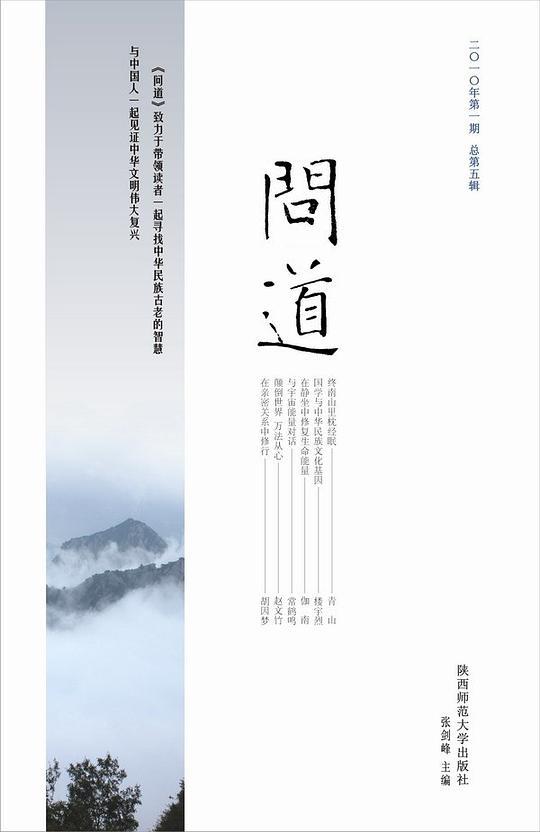 二〇一〇年第一期 总第五辑
《问道》致力于带领读者一起寻找中华民族古老的智慧
与中国人一起见证中华文明伟大复兴
問道
终南山里枕经眠——青山
国学与中华民族文化基因——楼宇烈
在静坐中修复生命能量——伽南
与宇宙能量对话——常鹤鸣
颠倒世界 万法从心——赵文竹
在亲密关系中修行——胡因梦
陕西师范大学出版社
张剑峰 主编